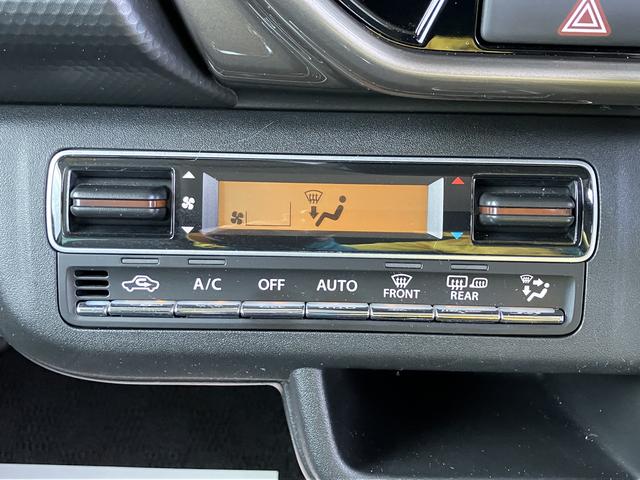 A/C OFF AUTO FRONT REAR